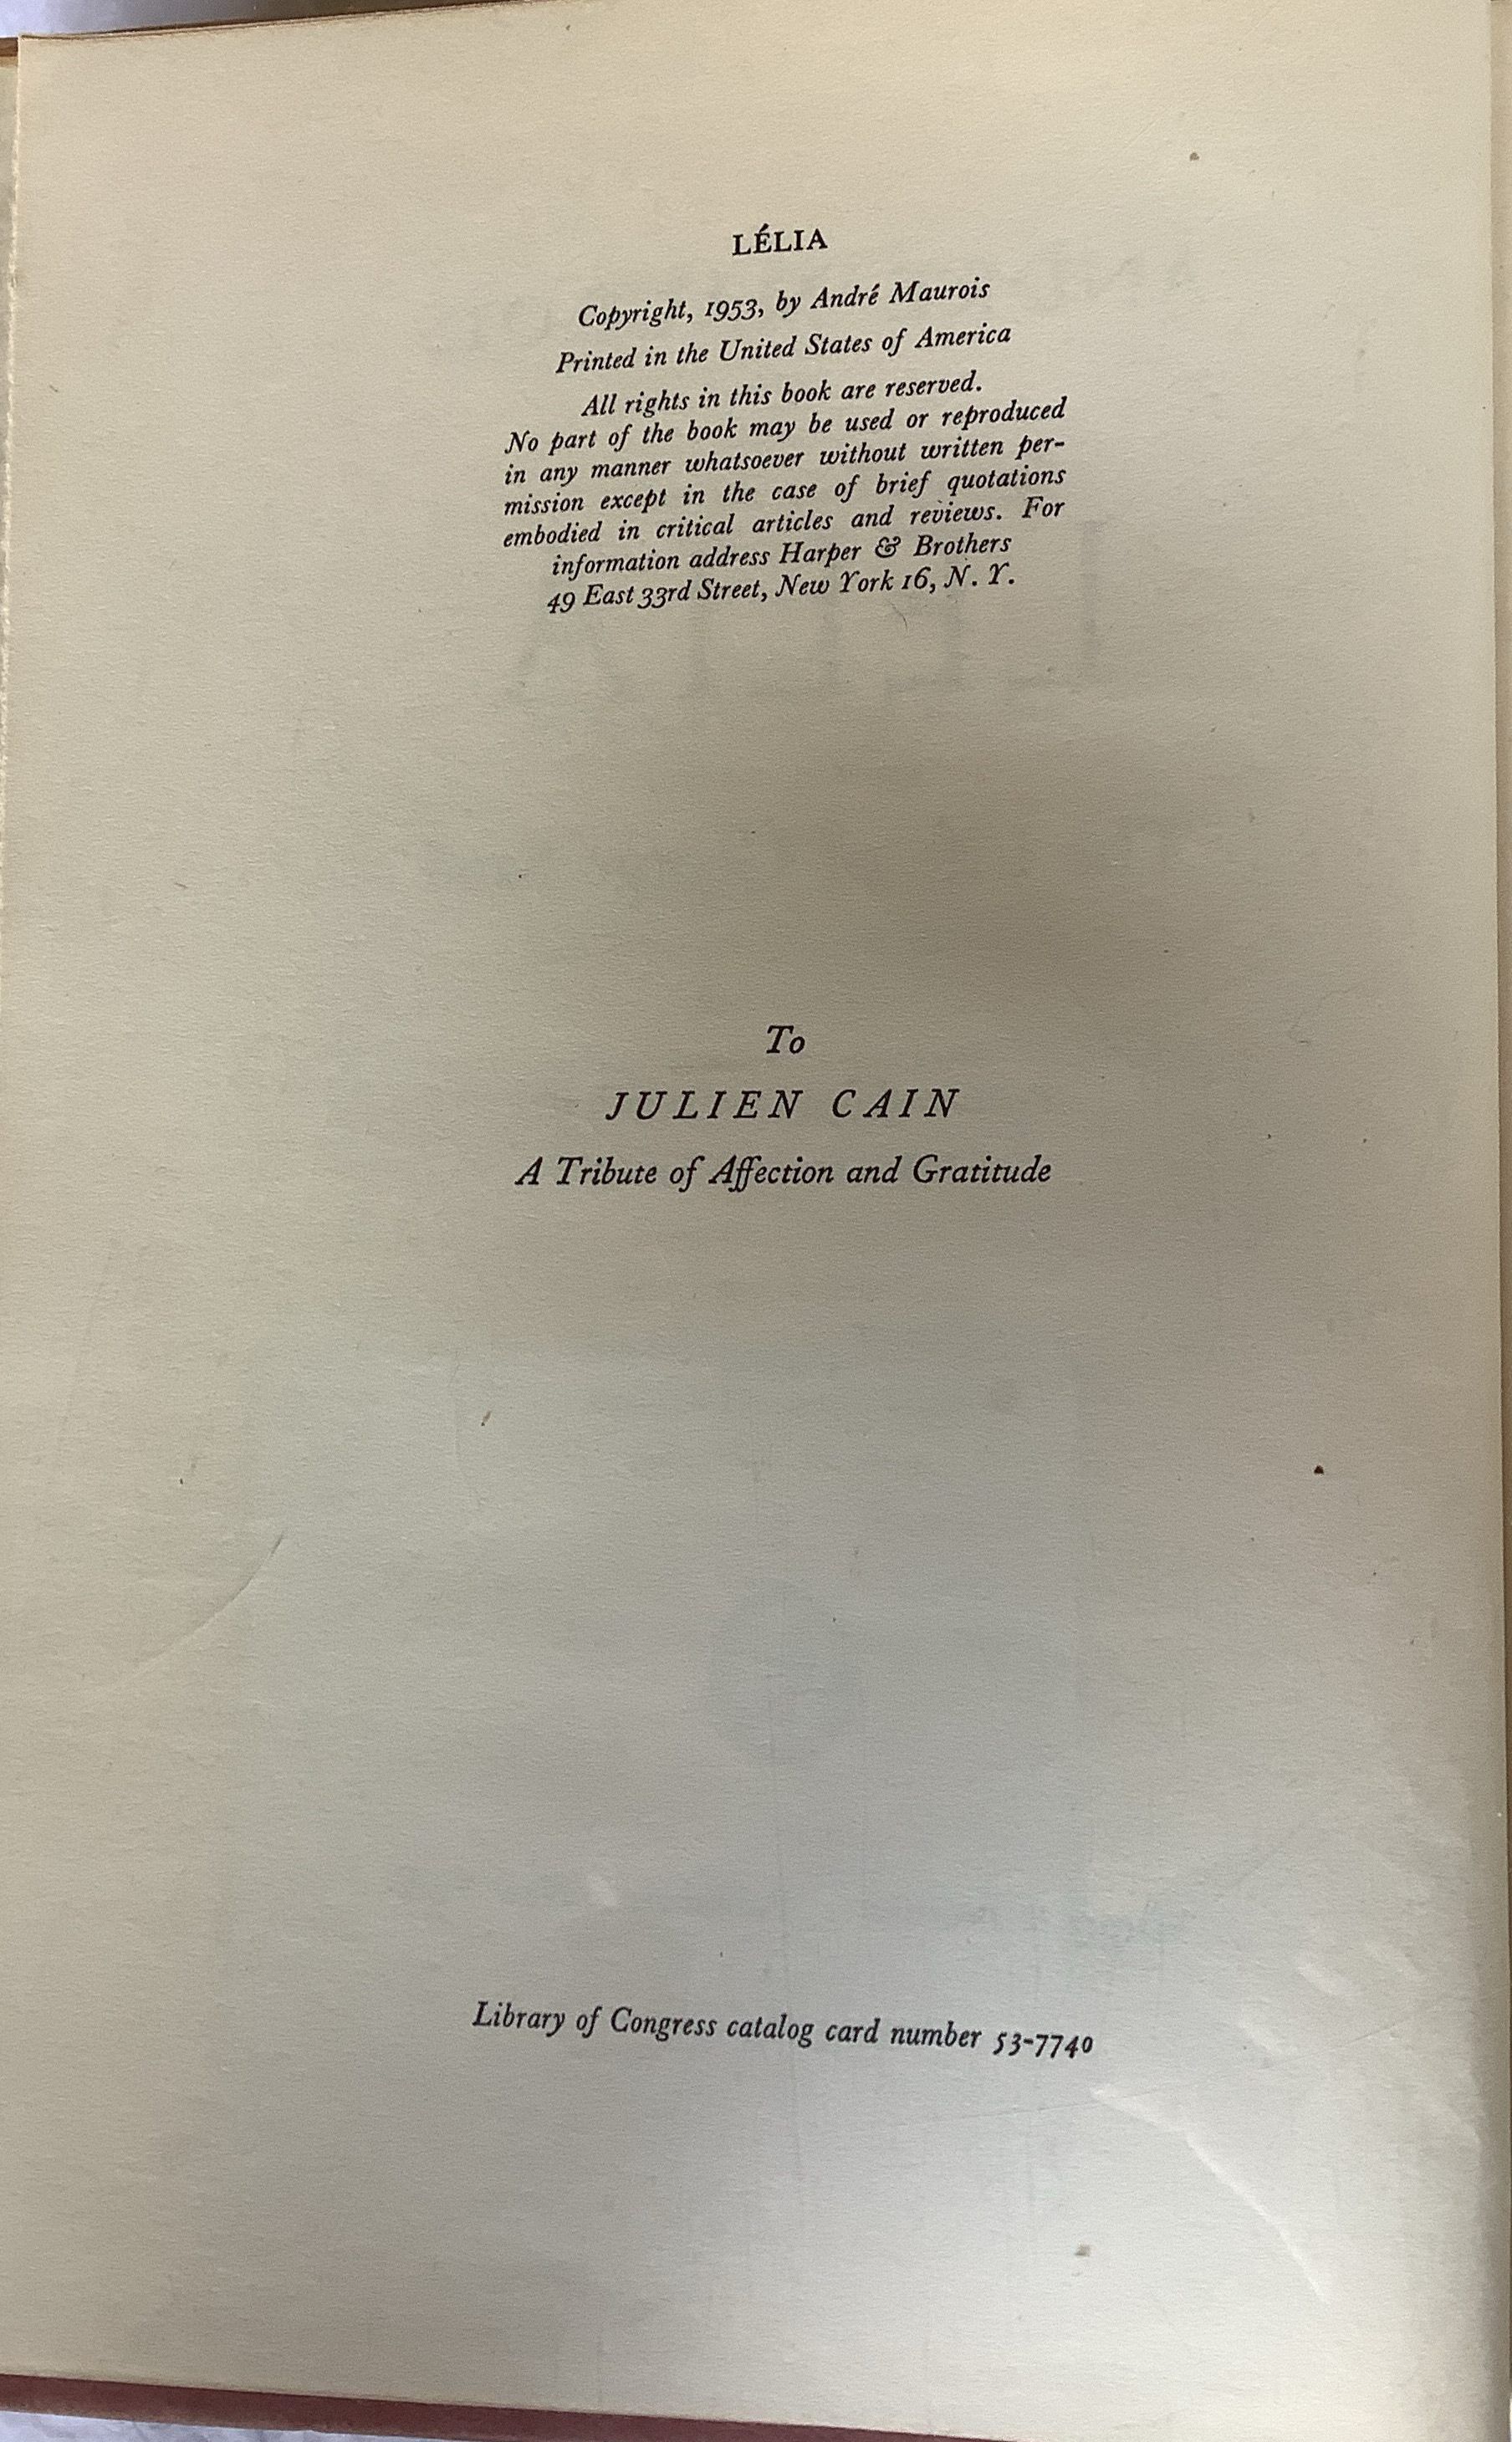 LÉLIA
Copyright, 1953, by André Maurois
Printed in the United States of America
All rights in this book are reserved.
No part of the book may be used or reproduced
in any manner whatsoever without written per-
mission except in the case of brief quotations
embodied in critical articles and reviews. For
information address Harper & Brothers
49 East 33rd Street, New York 16, N. Y.
To
JULIEN CAIN
A Tribute of Affection and Gratitude
Library of Congress catalog card number 53-7740